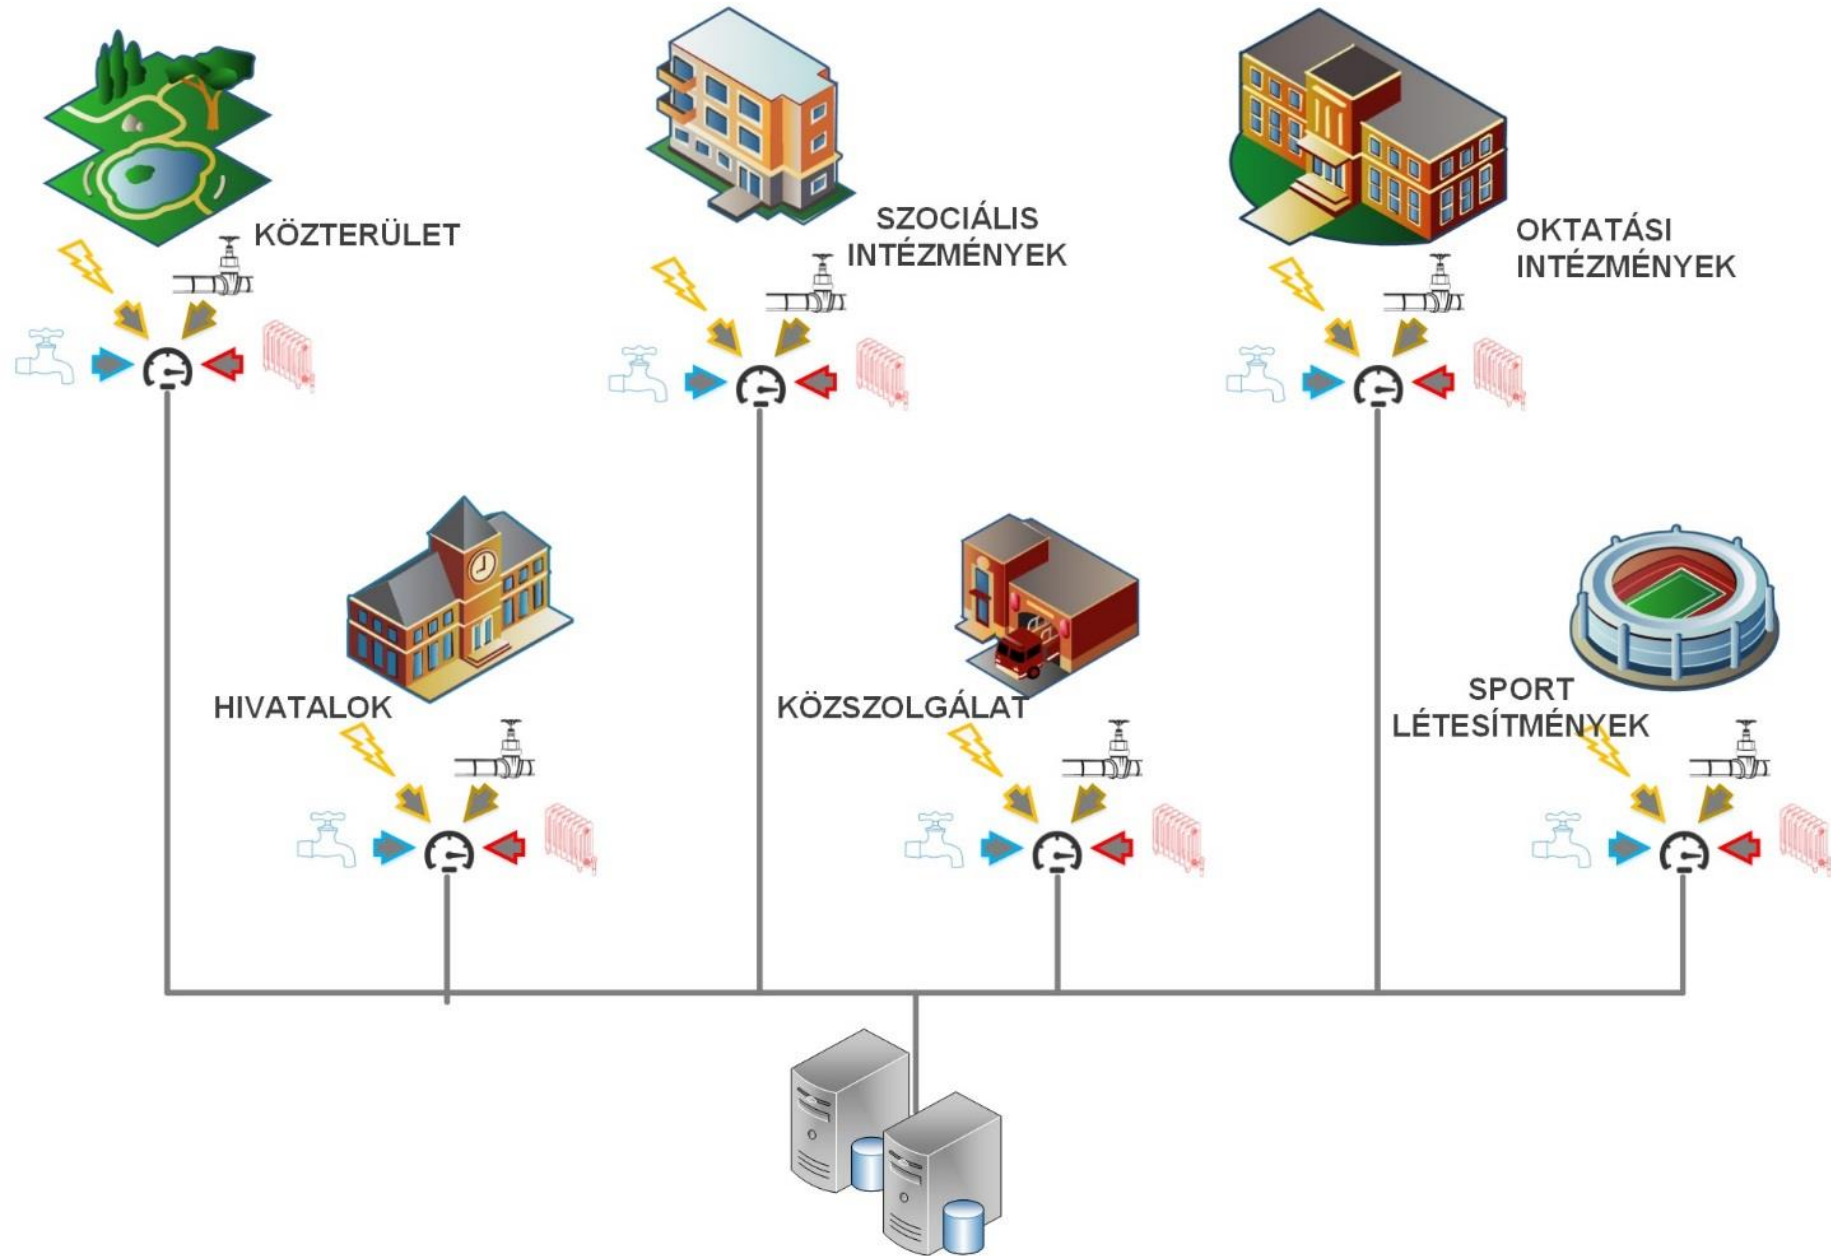 KÖZTERÜLET
SZOCIÁLIS
INTÉZMÉNYEK
OKTATÁSI
INTÉZMÉNYEK
HIVATALOK
KÖZSZOLGÁLAT
SPORT
LÉTESÍTMÉNYEK